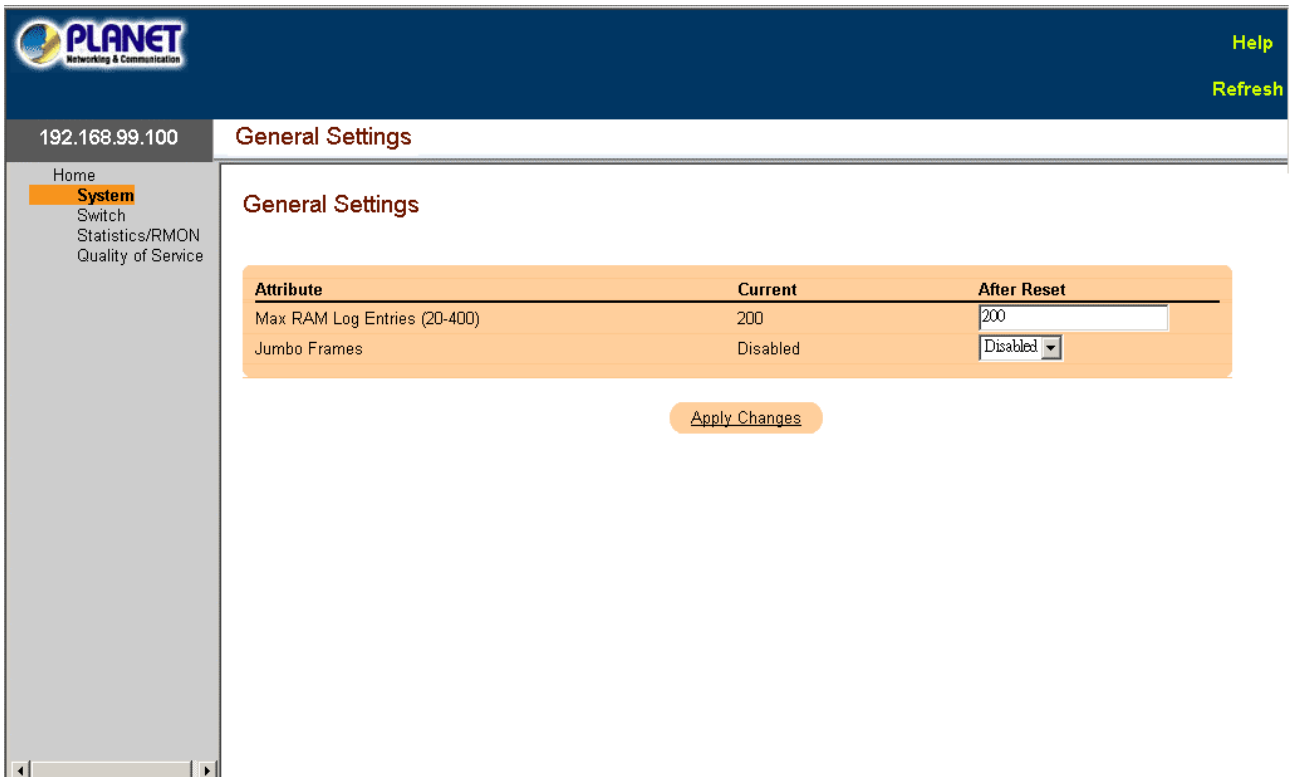 PLANET
Networking & Communication
Help
Refresh
192.168.99.100
General Settings
Home
System
Switch
Statistics/RMON
Quality of Service
General Settings
Attribute Current After Reset
Max RAM Log Entries (20-400) 200 200
Jumbo Frames Disabled Disabled
Apply Changes